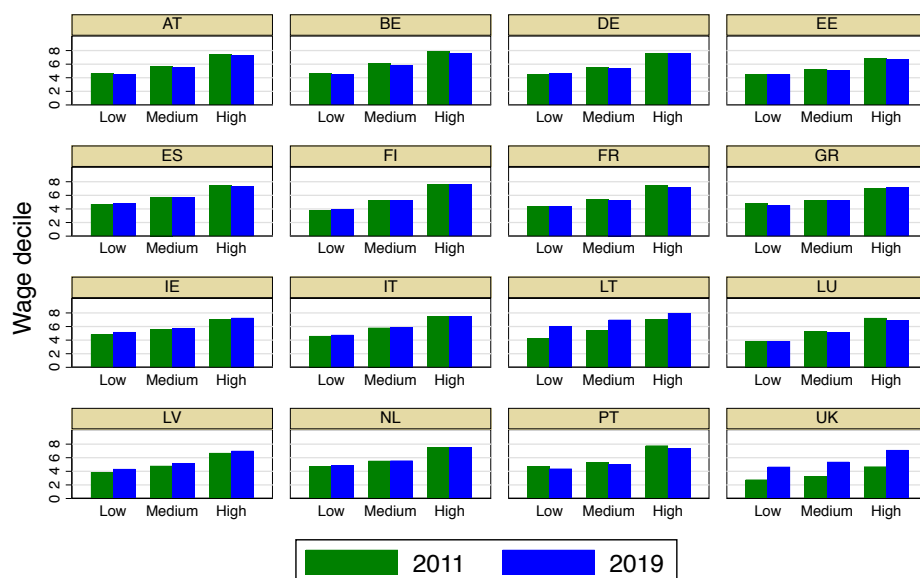 AT BE DE EE
0 2 4 6 8
Low Medium High Low Medium High Low Medium High Low Medium High
ES FI FR GR
0 2 4 6 8
Low Medium High Low Medium High Low Medium High Low Medium High
Wage decile
IE IT LT LU
0 2 4 6 8
Low Medium High Low Medium High Low Medium High Low Medium High
LV NL PT UK
0 2 4 6 8
Low Medium High Low Medium High Low Medium High Low Medium High
2011 2019